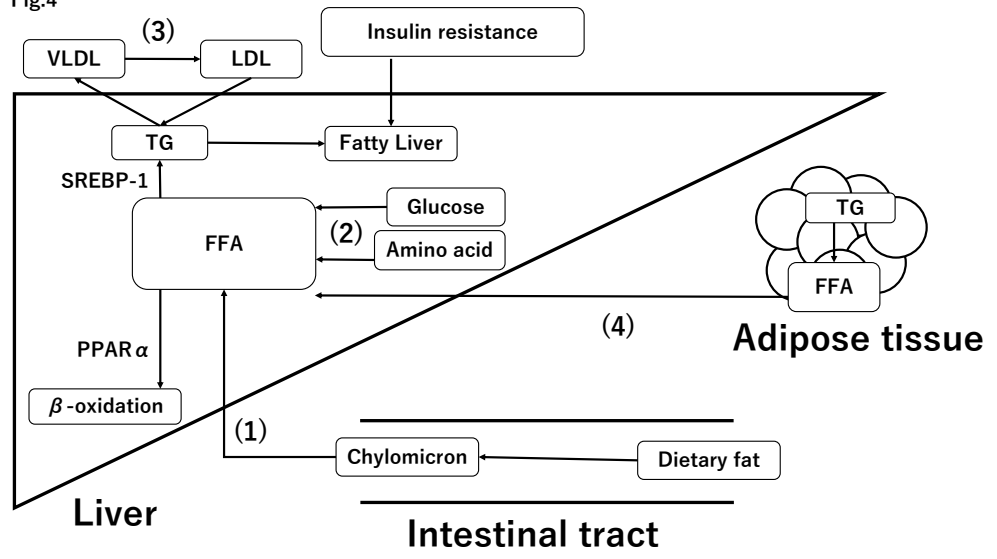 Fig.4
(3)
Insulin resistance
VLDL
LDL
TG
Fatty Liver
SREBP-1
Glucose
(2)
FFA
Amino acid
TG
FFA
(4)
Adipose tissue
PPARα
β-oxidation
(1)
Chylomicron
Dietary fat
Liver
Intestinal tract